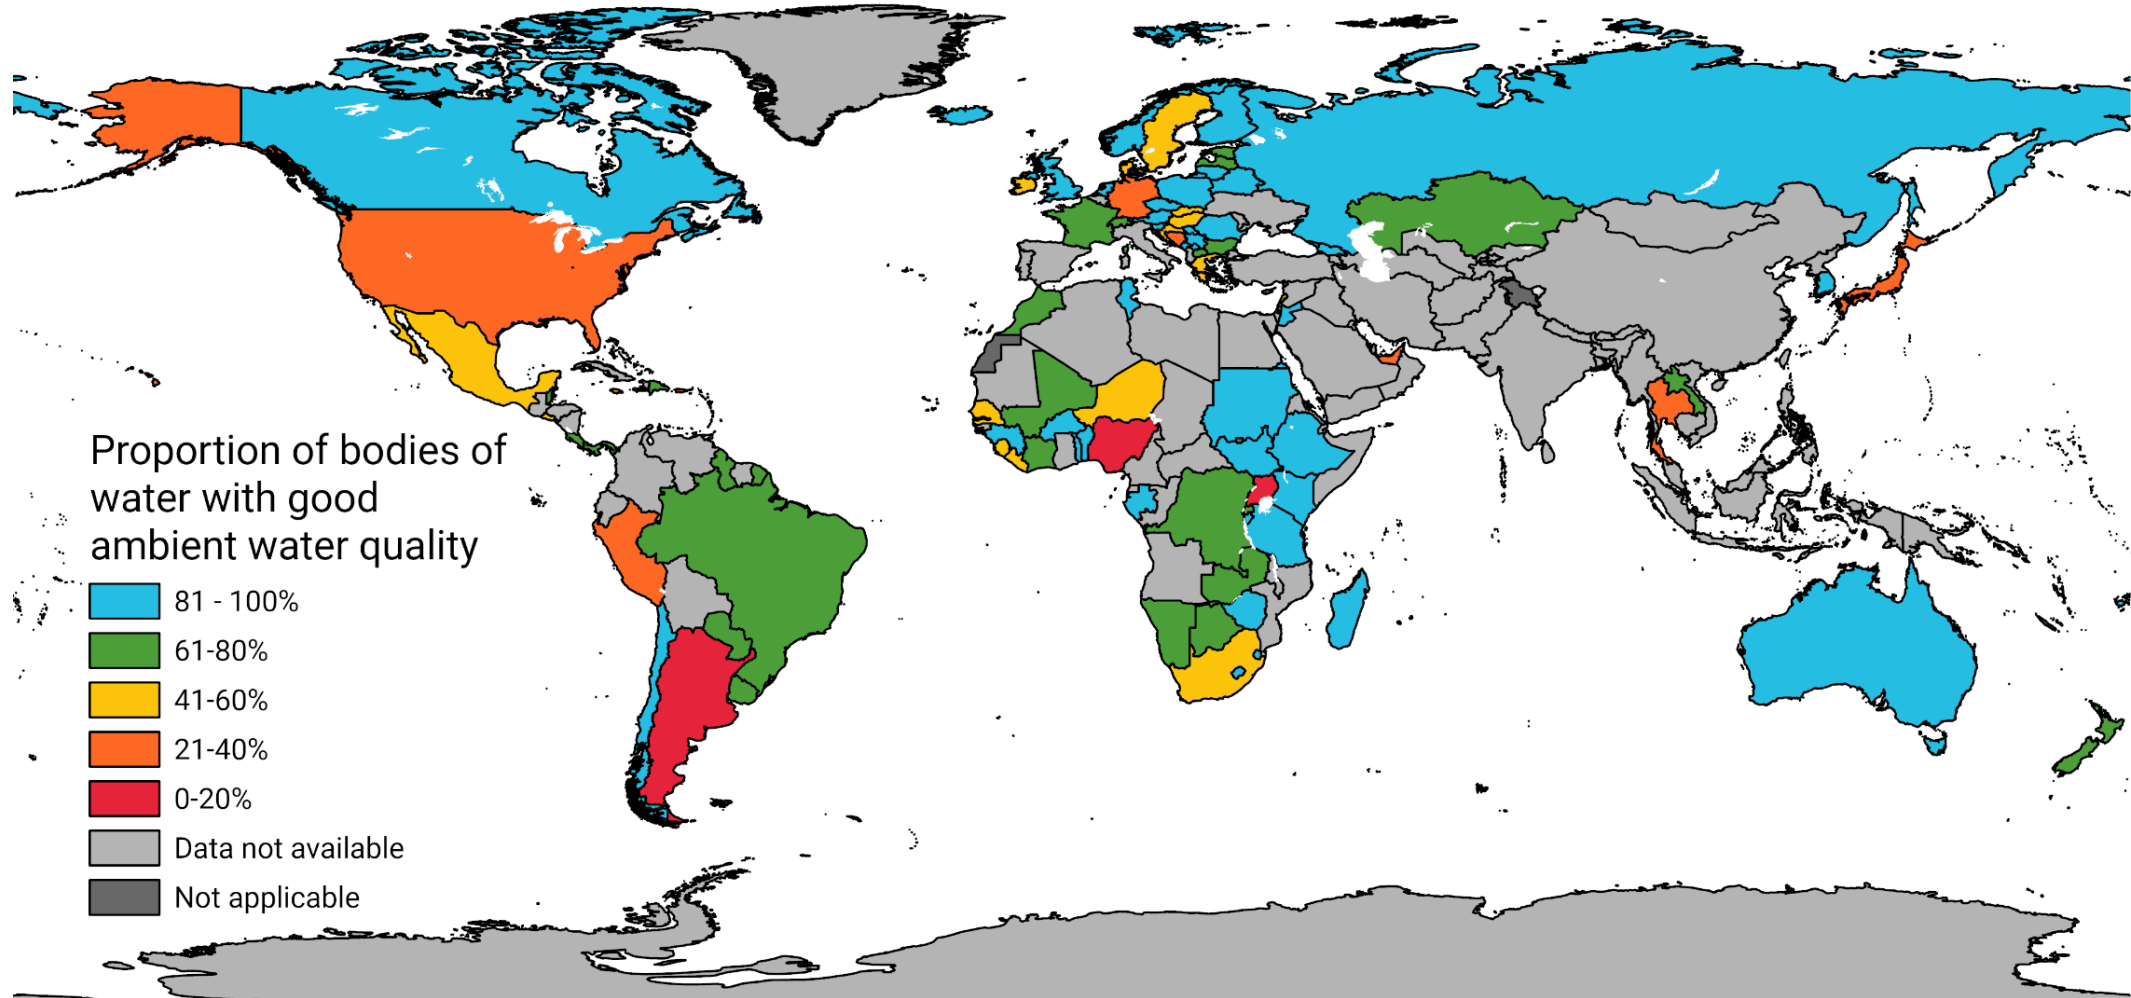 Proportion of bodies of
water with good
ambient water quality
81 - 100%
61-80%
41-60%
21-40%
0-20%
Data not available
Not applicable